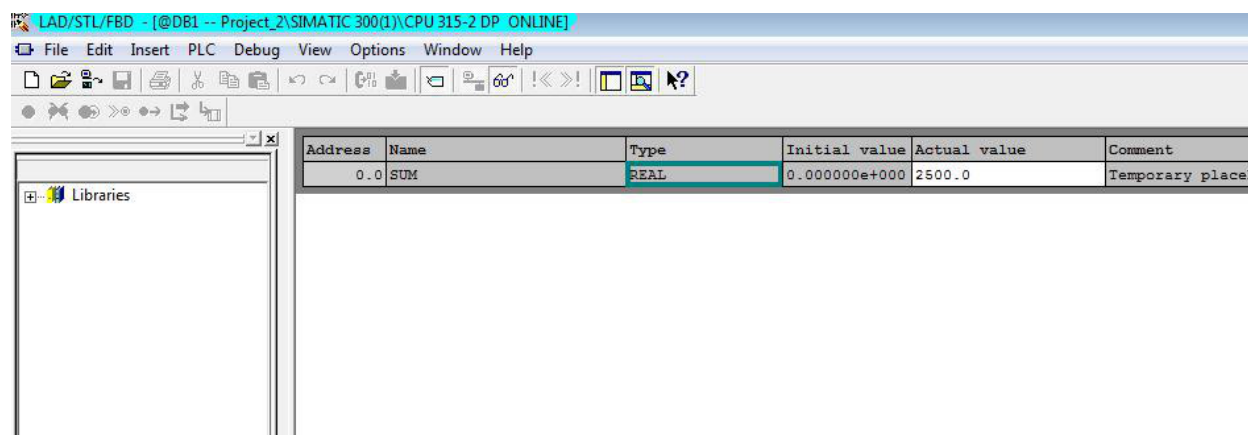 LAD/STL/FBD - [@DB1 -- Project_2\SIMATIC 300(1)\CPU 315-2 DP ONLINE]
File Edit Insert PLC Debug View Options Window Help
Address Name Type Initial value Actual value Comment
0.0 SUM REAL 0.000000e+000 2500.0 Temporary place
Libraries